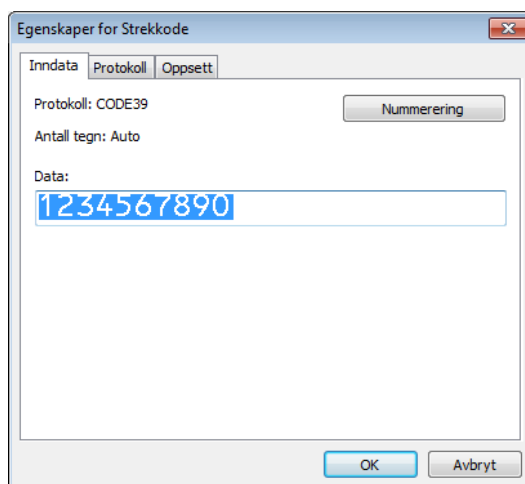 Egenskaper for Strekkode
Inndata Protokoll Oppsett
Protokoll: CODE39 Nummerering
Antall tegn: Auto
Data:
1234567890
OK Avbryt